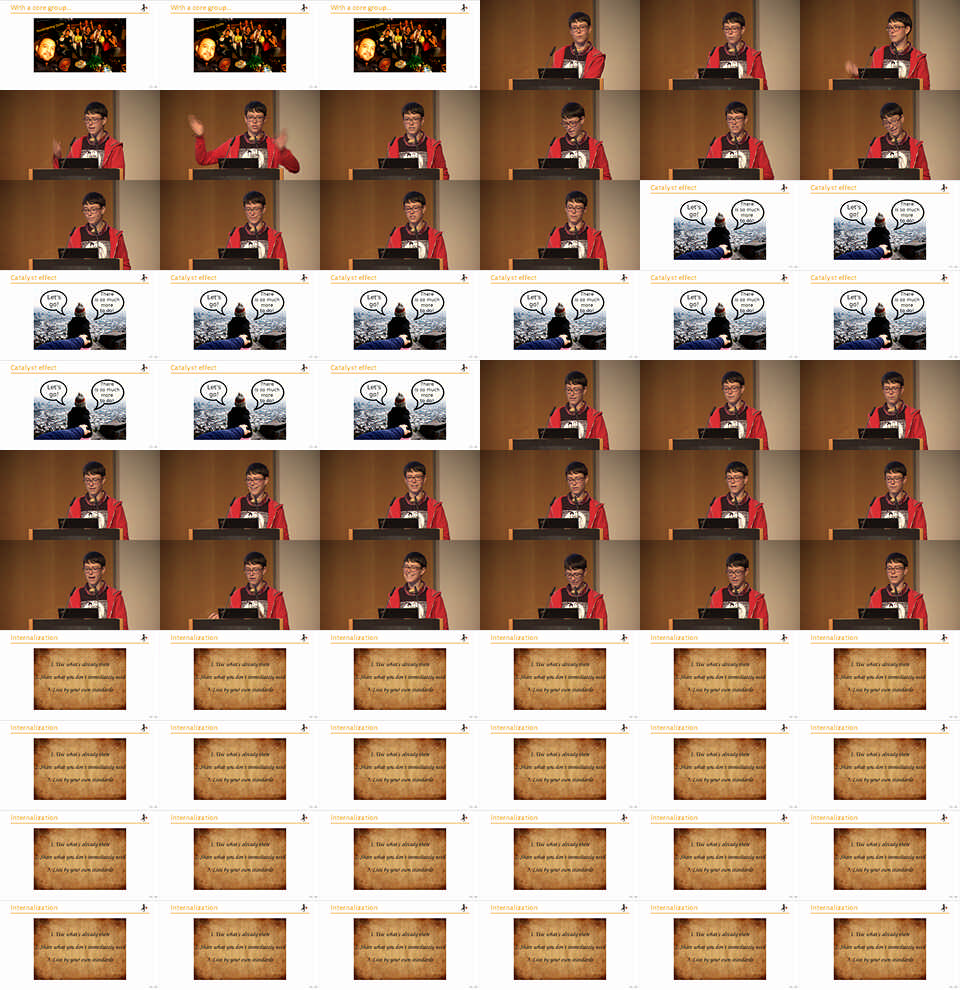 With a core group...
With a core group...
With a core group...
Catalyst effect
Let's go!
There is so much more to do!
Catalyst effect
Let's go!
There is so much more to do!
Catalyst effect
Let's go!
There is so much more to do!
Catalyst effect
Let's go!
There is so much more to do!
Catalyst effect
Let's go!
There is so much more to do!
Catalyst effect
Let's go!
There is so much more to do!
Catalyst effect
Let's go!
There is so much more to do!
Catalyst effect
Let's go!
There is so much more to do!
Catalyst effect
Let's go!
There is so much more to do!
Catalyst effect
Let's go!
There is so much more to do!
Catalyst effect
Let's go!
There is so much more to do!
Internalization
1. Use what's already there
Share what you don't immediately need
3. Live by your own standards
Internalization
1. Use what's already there
Share what you don't immediately need
3. Live by your own standards
Internalization
1. Use what's already there
Share what you don't immediately need
3. Live by your own standards
Internalization
1. Use what's already there
Share what you don't immediately need
3. Live by your own standards
Internalization
1. Use what's already there
Share what you don't immediately need
3. Live by your own standards
Internalization
1. Use what's already there
Share what you don't immediately need
3. Live by your own standards
Internalization
1. Use what's already there
Share what you don't immediately need
3. Live by your own standards
Internalization
1. Use what's already there
Share what you don't immediately need
3. Live by your own standards
Internalization
1. Use what's already there
Share what you don't immediately need
3. Live by your own standards
Internalization
1. Use what's already there
Share what you don't immediately need
3. Live by your own standards
Internalization
1. Use what's already there
Share what you don't immediately need
3. Live by your own standards
Internalization
1. Use what's already there
Share what you don't immediately need
3. Live by your own standards
Internalization
1. Use what's already there
Share what you don't immediately need
3. Live by your own standards
Internalization
1. Use what's already there
Share what you don't immediately need
3. Live by your own standards
Internalization
1. Use what's already there
Share what you don't immediately need
3. Live by your own standards
Internalization
1. Use what's already there
Share what you don't immediately need
3. Live by your own standards
Internalization
1. Use what's already there
Share what you don't immediately need
3. Live by your own standards
Internalization
1. Use what's already there
Share what you don't immediately need
3. Live by your own standards
Internalization
1. Use what's already there
Share what you don't immediately need
3. Live by your own standards
Internalization
1. Use what's already there
Share what you don't immediately need
3. Live by your own standards
Internalization
1. Use what's already there
Share what you don't immediately need
3. Live by your own standards
Internalization
1. Use what's already there
Share what you don't immediately need
3. Live by your own standards
Internalization
1. Use what's already there
Share what you don't immediately need
3. Live by your own standards
Internalization
1. Use what's already there
Share what you don't immediately need
3. Live by your own standards